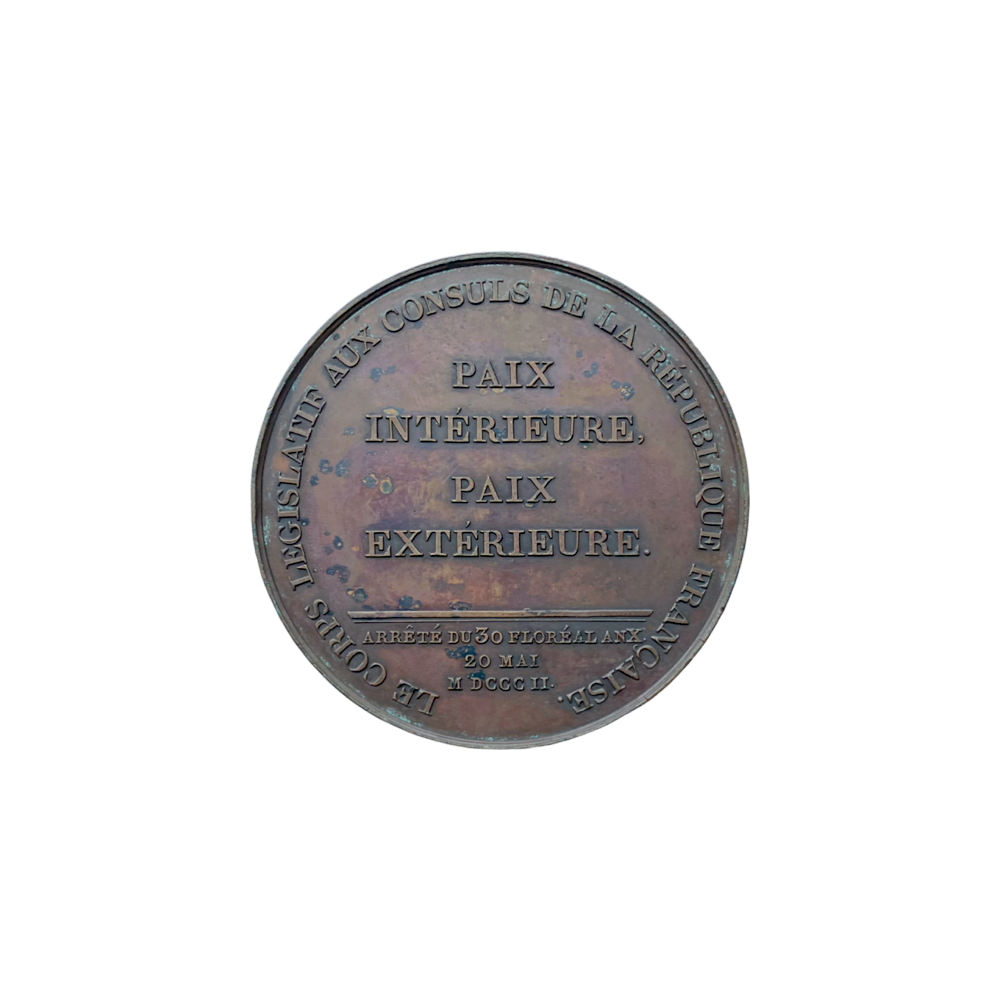 LE CORPS LEGISLATIF AUX CONSULS DE LA RÉPUBLIQUE FRANÇAISE.
PAIX
INTÉRIEURE,
PAIX
EXTÉRIEURE.
ARRÊTÉ DU 30 FLORÉAL AN X.
20 MAI
M DCCC II.